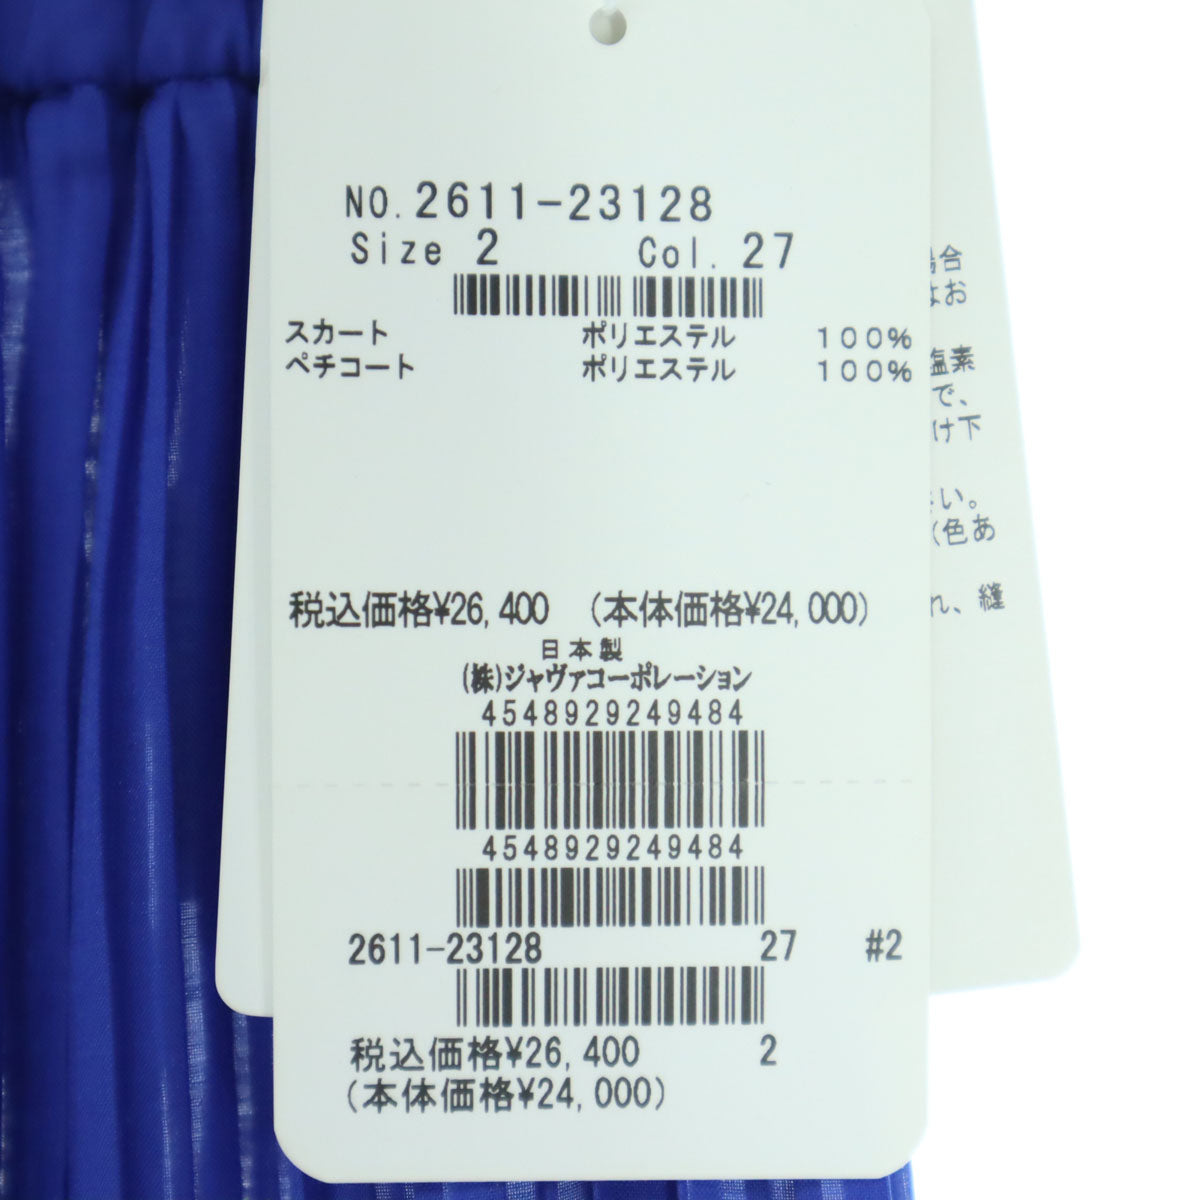 NO.2611-23128
Size 2 Col.27
スカート ポリエステル 100%
ペチコート ポリエステル 100%
税込価格¥26,400 (本体価格¥24,000)
日本製
(株)ジャヴァコーポレーション
4548929249484
4548929249484
2611-23128 27 #2
税込価格¥26,400 2
(本体価格¥24,000)
場合
よお
塩素
で、
け下
さい。
(色あ
れ、縫